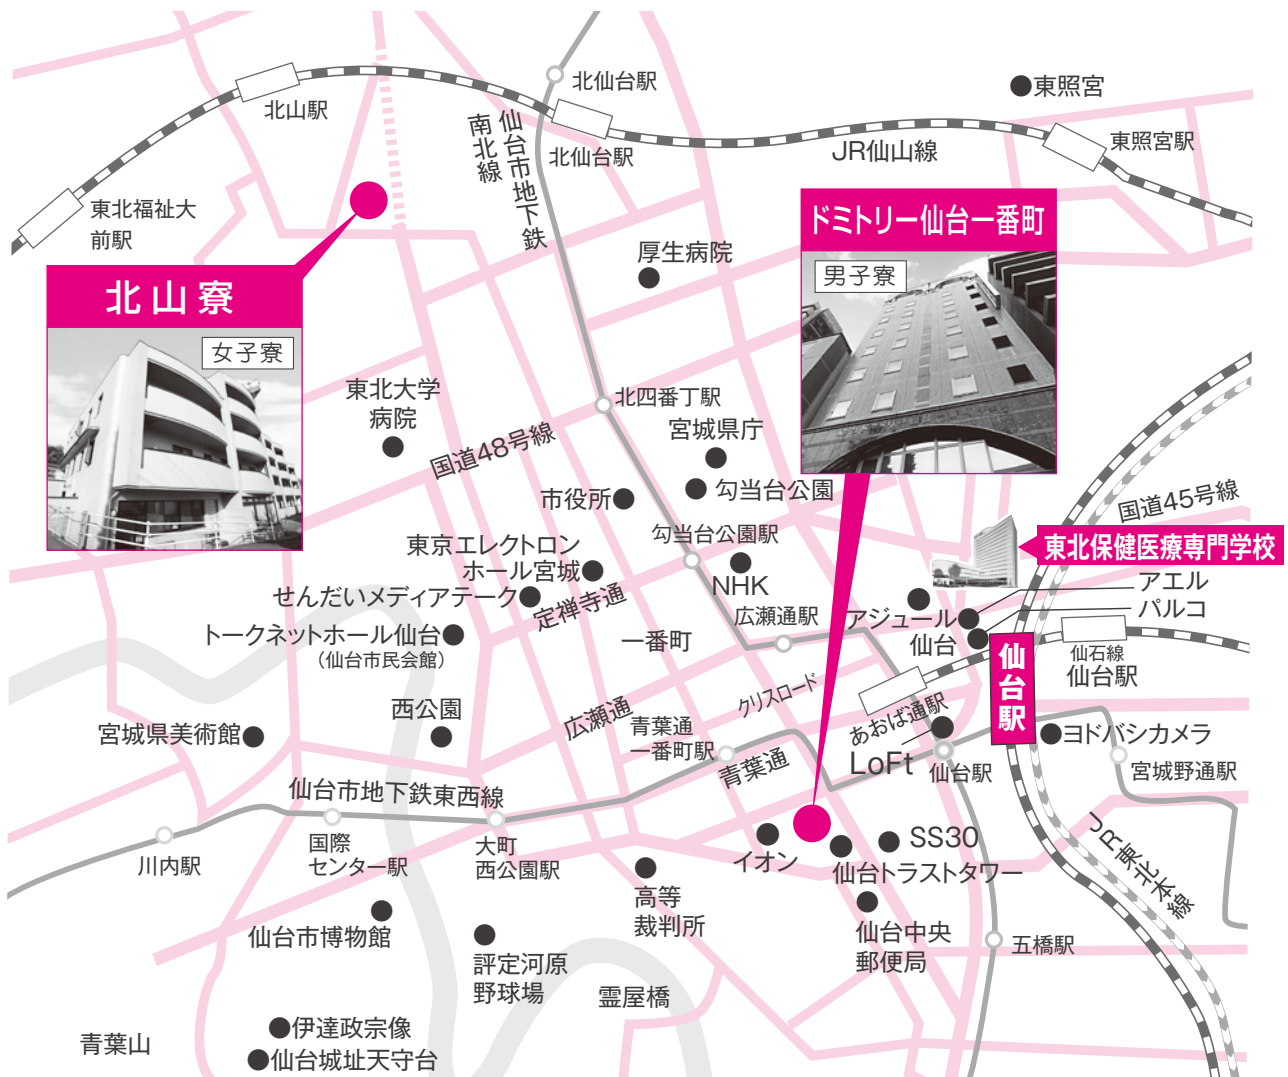 北仙台駅
東照宮
北山駅
仙台市地下鉄
南北線
北仙台駅
JR仙山線
東照宮駅
東北福祉大
前駅
ドミトリー仙台一番町
男子寮
厚生病院
北山寮
女子寮
東北大学
病院
北四番丁駅
国道48号線
宮城県庁
勾当台公園
市役所
国道45号線
勾当台公園駅
東北保健医療専門学校
東京エレクトロン
ホール宮城
NHK
アエル
せんだいメディアテーク
定禅寺通
広瀬通駅
アジュール
仙台
パルコ
トークネットホール仙台
(仙台市民会館)
一番町
仙台駅
仙石線
仙台駅
クリスロード
西公園
広瀬通
青葉通
一番町駅
あおば通駅
宮城県美術館
ヨドバシカメラ
青葉通
LoFt
仙台駅
宮城野通駅
仙台市地下鉄東西線
川内駅
国際
センター駅
大町
西公園駅
イオン
SS30
仙台トラストタワー
JR東北本線
高等
裁判所
仙台市博物館
評定河原
野球場
仙台中央
郵便局
五橋駅
霊屋橋
青葉山
伊達政宗像
仙台城址天守台